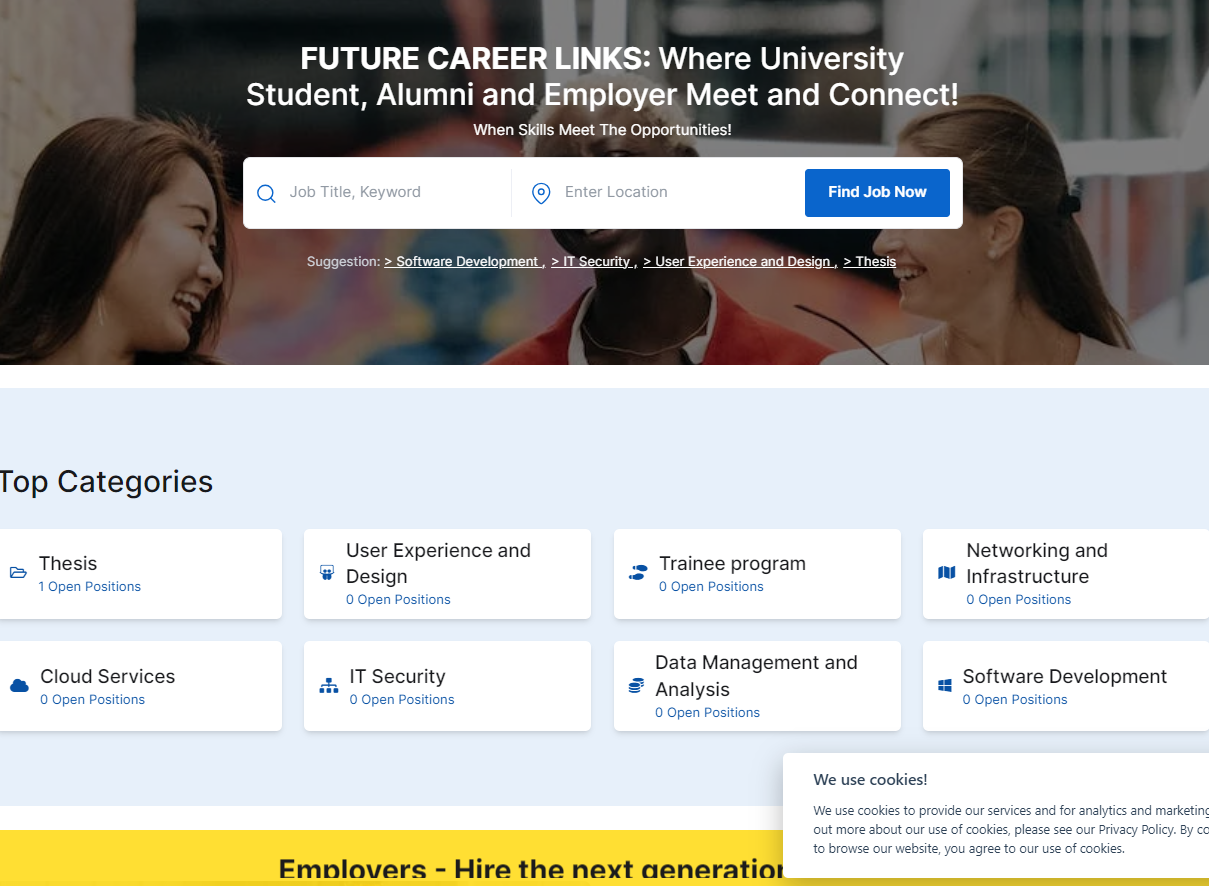 FUTURE CAREER LINKS: Where University
Student, Alumni and Employer Meet and Connect!
When Skills Meet The Opportunities!
Job Title, Keyword
Enter Location
Find Job Now
Suggestion: > Software Development , > IT Security , > User Experience and Design , > Thesis
Top Categories
Thesis
1 Open Positions
User Experience and
Design
0 Open Positions
Trainee program
0 Open Positions
Networking and
Infrastructure
0 Open Positions
Cloud Services
0 Open Positions
IT Security
0 Open Positions
Data Management and
Analysis
0 Open Positions
Software Development
0 Open Positions
We use cookies!
We use cookies to provide our services and for analytics and marketing
out more about our use of cookies, please see our Privacy Policy. By co
to browse our website, you agree to our use of cookies.
Employers - Hire the next generation